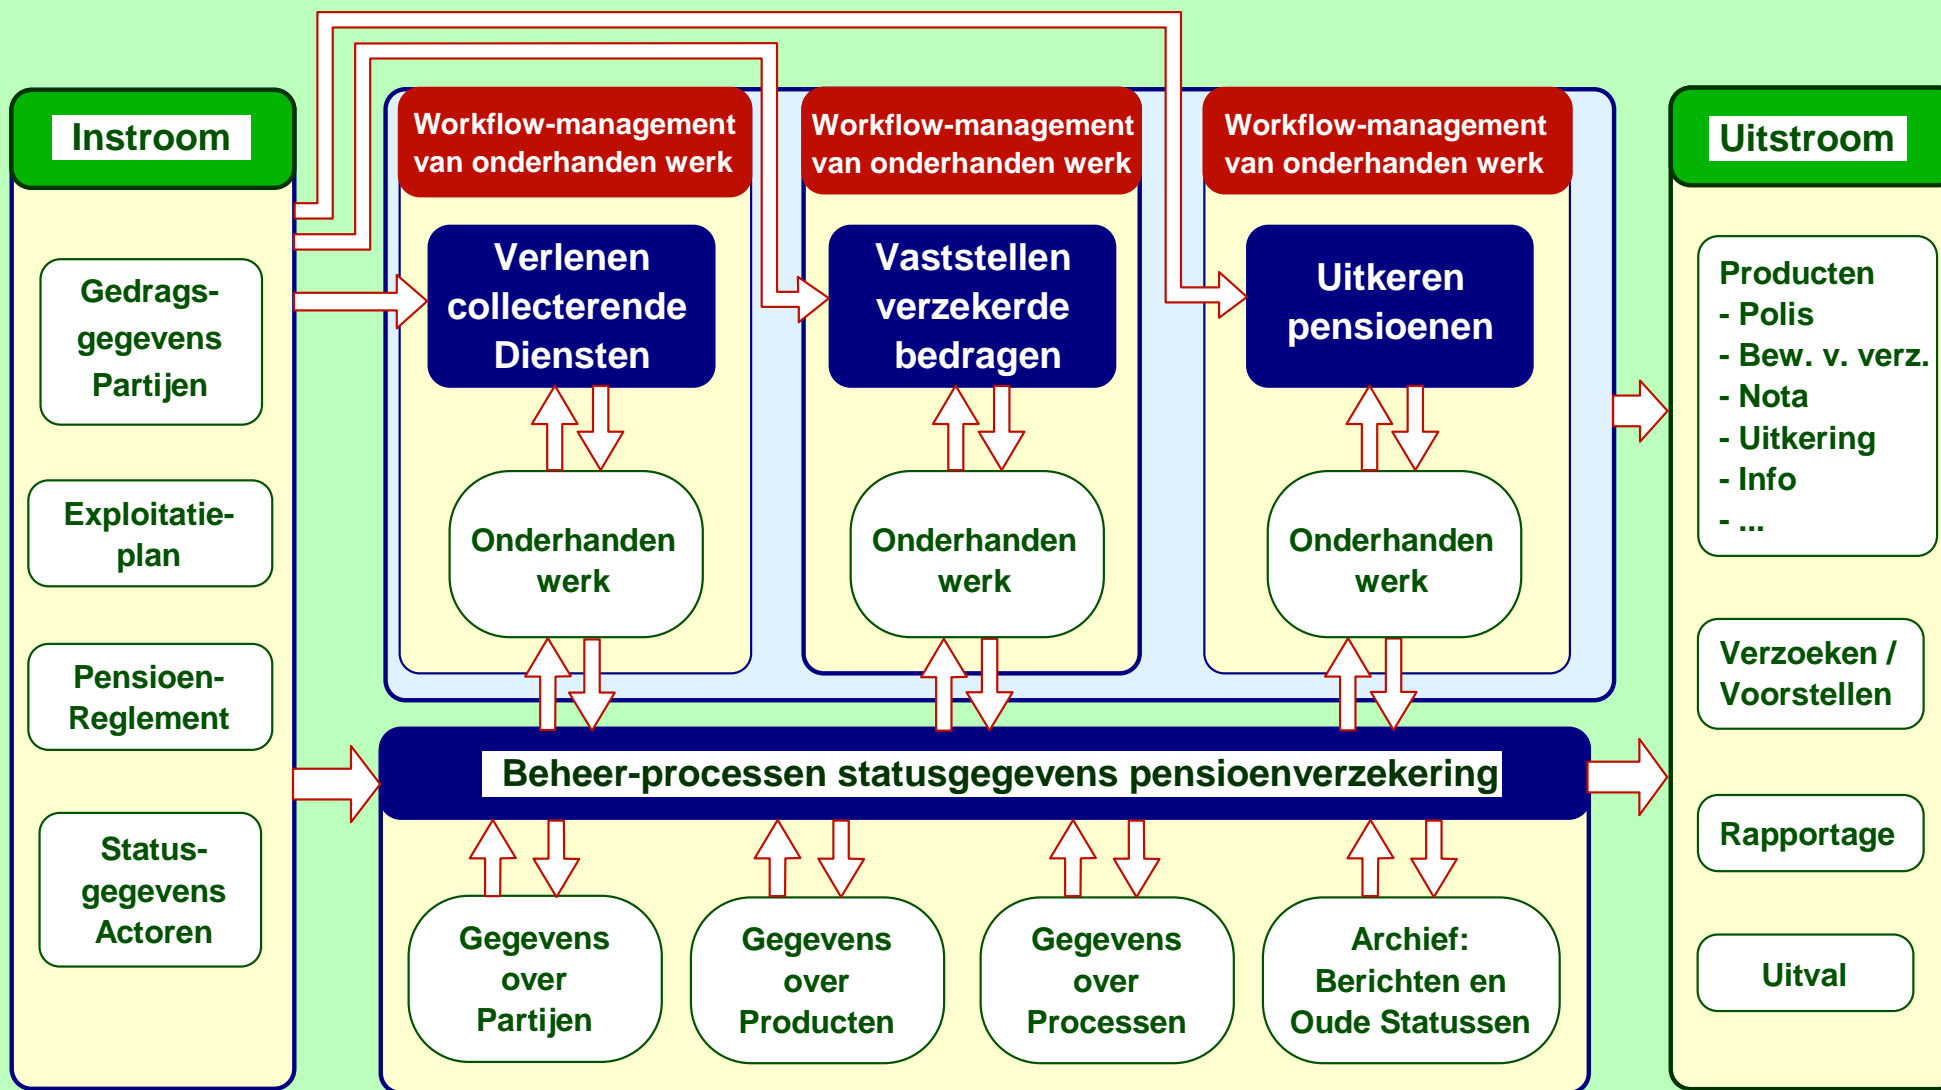 Instroom
Gedrags-
gegevens
Partijen
Exploitatie-
plan
Pensioen-
Reglement
Status-
gegevens
Actoren
Workflow-management
van onderhanden werk
Verlenen
collecterende
Diensten
Onderhanden
werk
Workflow-management
van onderhanden werk
Vaststellen
verzekerde
bedragen
Onderhanden
werk
Workflow-management
van onderhanden werk
Uitkeren
pensioenen
Onderhanden
werk
Beheer-processen statusgegevens pensioenverzekering
Gegevens
over
Partijen
Gegevens
over
Producten
Gegevens
over
Processen
Archief:
Berichten en
Oude Statussen
Uitstroom
Producten
- Polis
- Bew. v. verz.
- Nota
- Uitkering
- Info
- ...
Verzoeken /
Voorstellen
Rapportage
Uitval